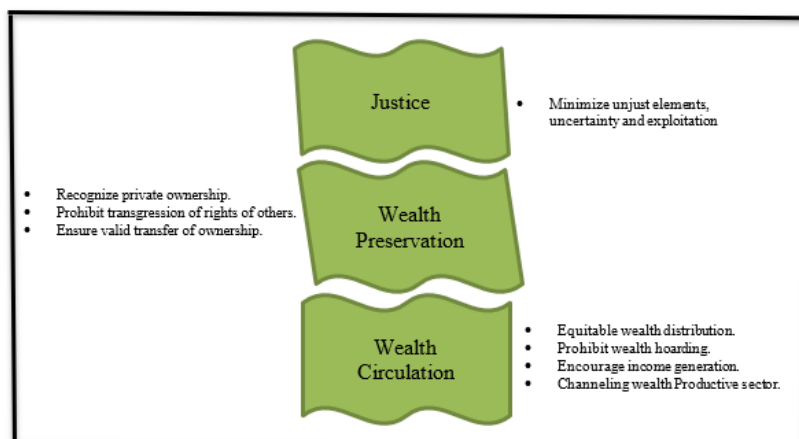 Justice
• Minimize unjust elements,
uncertainty and exploitation
• Recognize private ownership.
• Prohibit transgression of rights of others.
• Ensure valid transfer of ownership.
Wealth
Preservation
Wealth
Circulation
• Equitable wealth distribution.
• Prohibit wealth hoarding.
• Encourage income generation.
• Channeling wealth Productive sector.